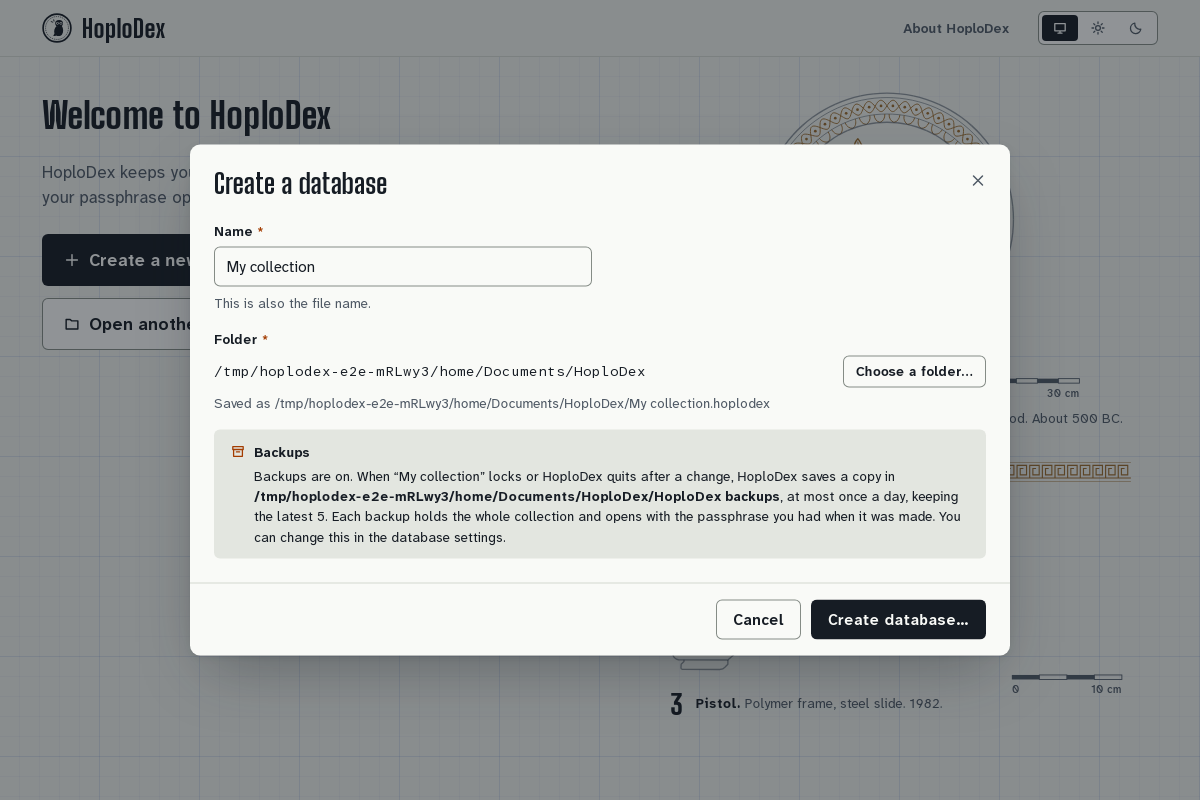 HoploDex
About HoploDex
Welcome to HoploDex
HoploDex keeps
your passphrase
Create a new
Open another
Create a database
Name *
My collection
This is also the file name.
Folder *
/tmp/hoplodex-e2e-mRLwy3/home/Documents/HoploDex
Choose a folder…
Saved as /tmp/hoplodex-e2e-mRLwy3/home/Documents/HoploDex/My collection.hoplodex
Backups
Backups are on. When “My collection” locks or HoploDex quits after a change, HoploDex saves a copy in
/tmp/hoplodex-e2e-mRLwy3/home/Documents/HoploDex/HoploDex backups, at most once a day, keeping
the latest 5. Each backup holds the whole collection and opens with the passphrase you had when it was made. You
can change this in the database settings.
Cancel
Create database…
30 cm
About 500 BC.
0 10 cm
3 Pistol. Polymer frame, steel slide. 1982.